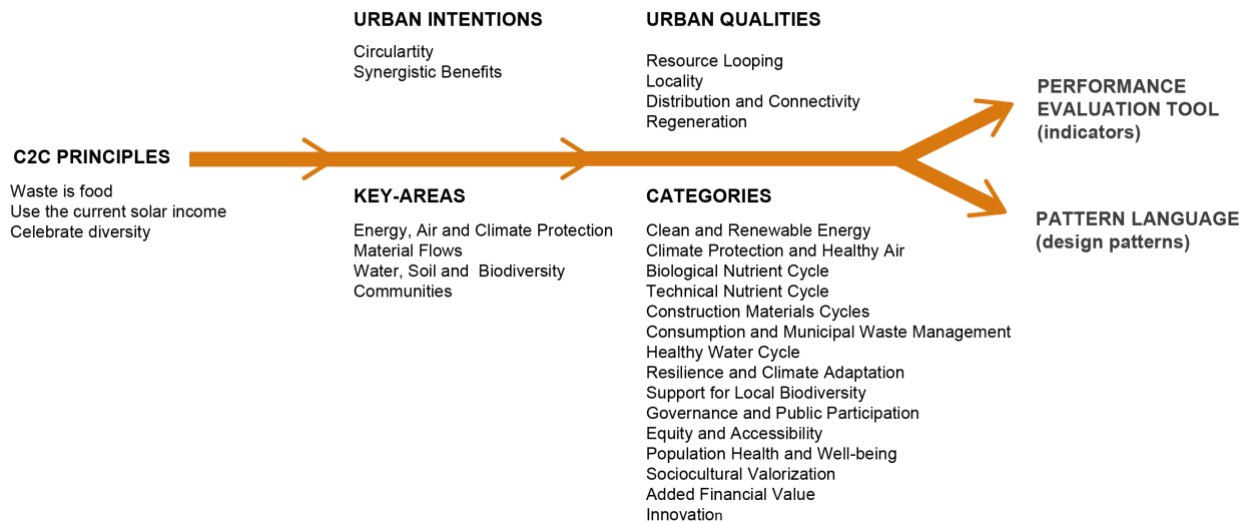 C2C PRINCIPLES
Waste is food
Use the current solar income
Celebrate diversity
URBAN INTENTIONS
Circulartity
Synergistic Benefits
KEY-AREAS
Energy, Air and Climate Protection
Material Flows
Water, Soil and Biodiversity
Communities
URBAN QUALITIES
Resource Looping
Locality
Distribution and Connectivity
Regeneration
CATEGORIES
Clean and Renewable Energy
Climate Protection and Healthy Air
Biological Nutrient Cycle
Technical Nutrient Cycle
Construction Materials Cycles
Consumption and Municipal Waste Management
Healthy Water Cycle
Resilience and Climate Adaptation
Support for Local Biodiversity
Governance and Public Participation
Equity and Accessibility
Population Health and Well-being
Sociocultural Valorization
Added Financial Value
Innovation
PERFORMANCE
EVALUATION TOOL
(indicators)
PATTERN LANGUAGE
(design patterns)